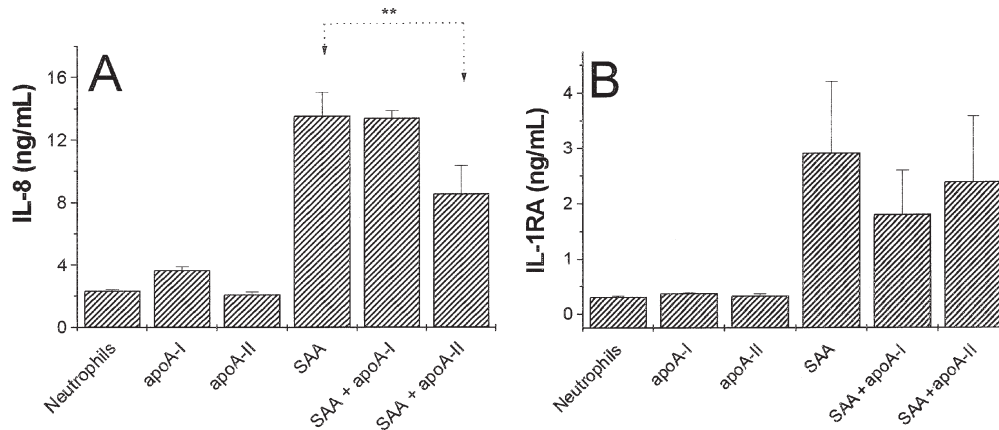 **
A
IL-8 (ng/mL)
16
12
8
4
0
Neutrophils
apoA-I
apoA-II
SAA
SAA + apoA-I
SAA + apoA-II
B
IL-1RA (ng/mL)
4
3
2
1
0
Neutrophils
apoA-I
apoA-II
SAA
SAA+apoA-I
SAA+apoA-II